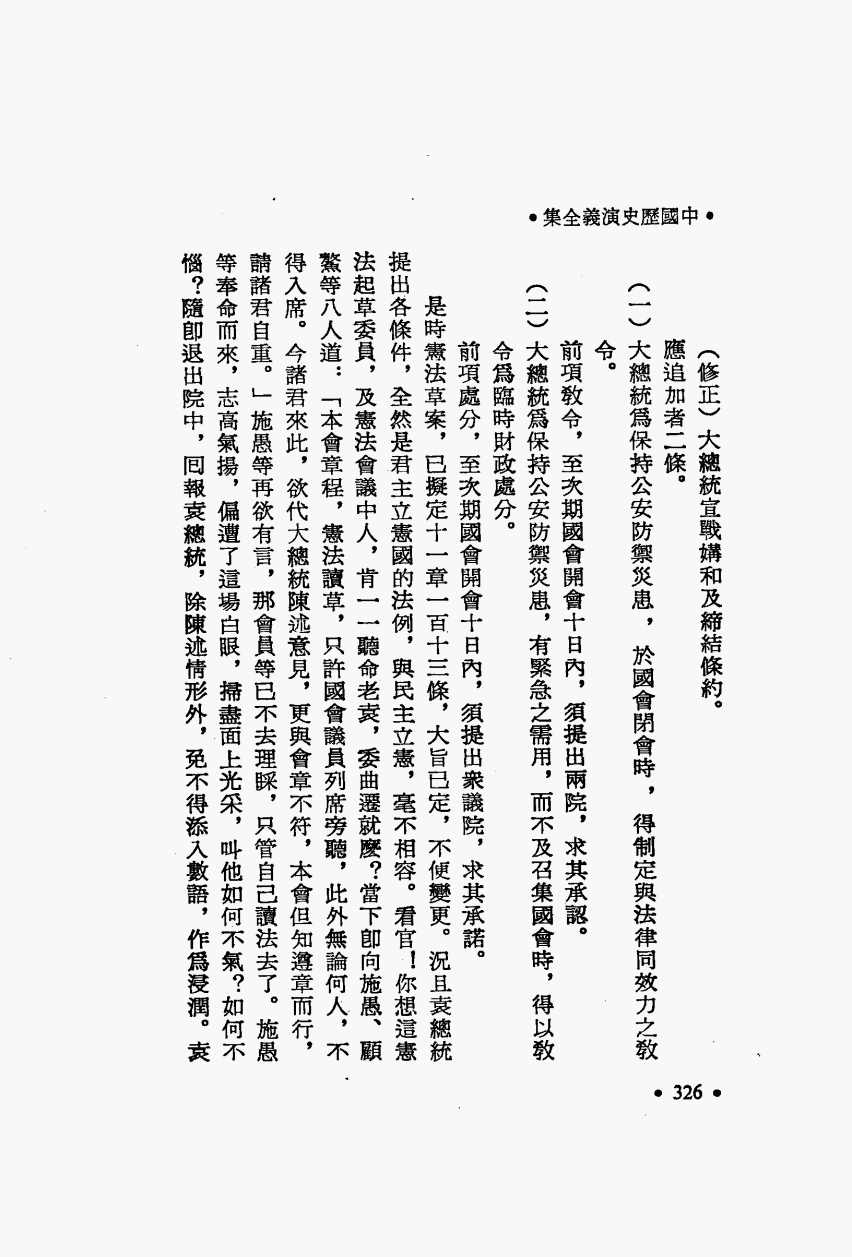 •中國歷史演義全集•
（修正）大總統宣戰媾和及締結條約。
應追加者二條。
（一）大總統爲保持公安防禦災患，於國會閉會時，得制定與法律同效力之敎
令。
前項敎令，至次期國會開會十日內，須提出兩院，求其承認。
（二）大總統爲保持公安防禦災患，有緊急之需用，而不及召集國會時，得以敎
令爲臨時財政處分。
前項處分，至次期國會開會十日內，須提出衆議院，求其承諾。
是時憲法草案，已擬定十一章一百十三條，大旨已定，不便變更。況且袁總統
提出各條件，全然是君主立憲國的法例，與民主立憲，毫不相容。看官！你想這憲
法起草委員，及憲法會議中人，肯一一聽命老袁，委曲遷就麼？當下卽向施愚、顧
鰲等八人道：「本會章程，憲法讀草，只許國會議員列席旁聽，此外無論何人，不
得入席。今諸君來此，欲代大總統陳述意見，更與會章不符，本會但知遵章而行，
請諸君自重。」施愚等再欲有言，那會員等已不去理睬，只管自己讀法去了。施愚
等奉命而來，志高氣揚，偏遭了這場白眼，掃盡面上光采，叫他如何不氣？如何不
惱？隨卽退出院中，囘報袁總統，除陳述情形外，免不得添入數語，作爲浸潤。袁
•326•